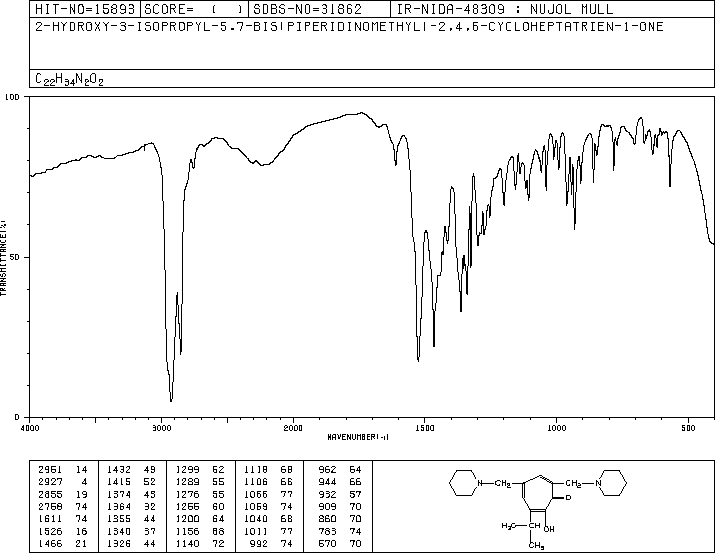 HIT-NO=15893 SCORE= ( ) SDBS-NO=31862 IR-NIDA-48309 : NUJOL MULL
2-HYDROXY-3-ISOPROPYL-5,7-BIS(PIPERIDINOMETHYL)-2,4,6-CYCLOHEPTATRIEN-1-ONE
C22H34N2O2
100
50
0
TRANSMITTANCE(%)
4000 3000 2000 1500 1000 500
WAVENUMBER(-1)
2961 14 1432 49 1299 62 1118 68 962 64
2927 4 1415 52 1289 55 1106 66 944 66
2855 19 1374 45 1276 55 1066 77 932 57
2768 74 1364 32 1266 60 1059 74 909 70
1611 74 1355 44 1200 64 1040 68 860 70
1526 16 1340 37 1156 68 1011 77 783 74
1466 21 1326 44 1140 72 992 74 570 70
N CH2 CH2 N
O
H3C CH OH
CH3